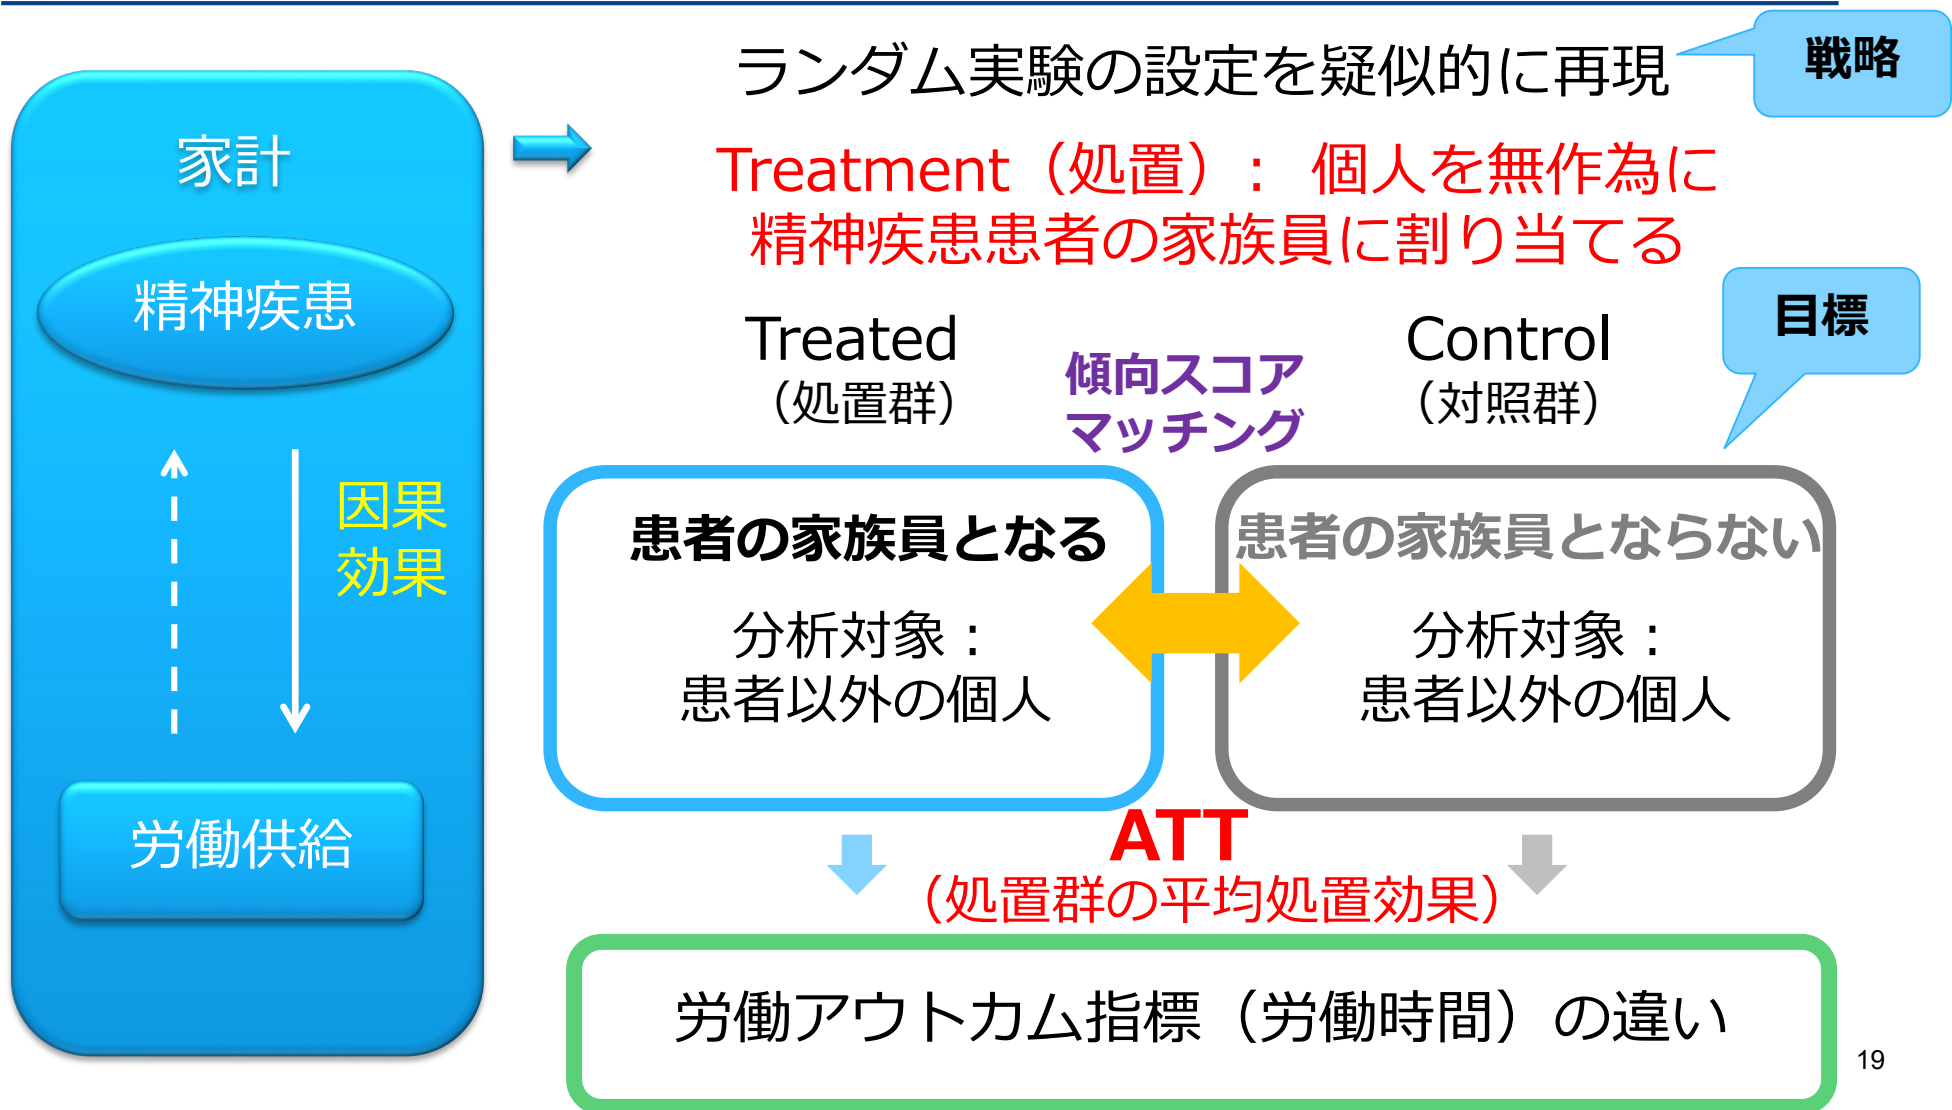 家計
精神疾患
因果
効果
労働供給
ランダム実験の設定を疑似的に再現
戦略
Treatment（処置）： 個人を無作為に
精神疾患患者の家族員に割り当てる
目標
Treated
（処置群）
傾向スコア
マッチング
Control
（対照群）
患者の家族員となる
分析対象：
患者以外の個人
患者の家族員とならない
分析対象：
患者以外の個人
ATT
（処置群の平均処置効果）
労働アウトカム指標（労働時間）の違い
19